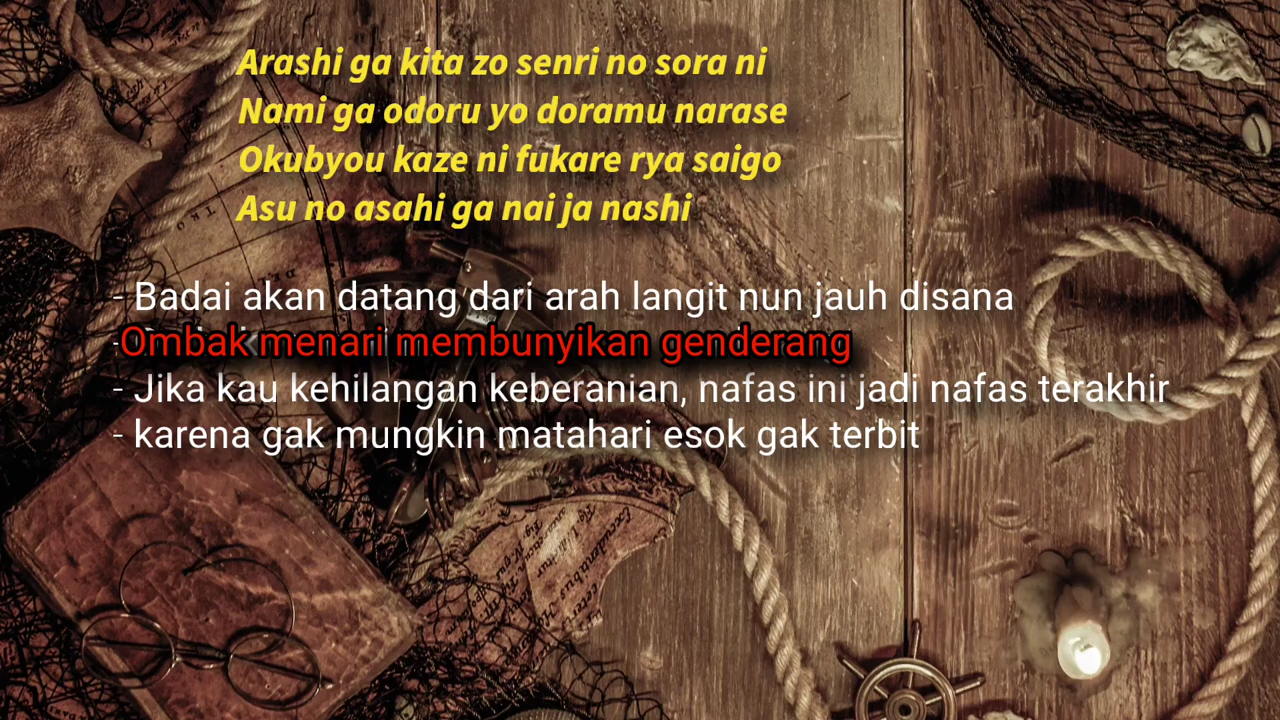 Arashi ga kita zo senri no sora ni
Nami ga odoru yo doramu narase
Okubyou kaze ni fukare rya saigo
Asu no asahi ga nai ja nashi
- Badai akan datang dari arah langit nun jauh disana
-Ombak menari membunyikan genderang
- Jika kau kehilangan keberanian, nafas ini jadi nafas terakhir
- karena gak mungkin matahari esok gak terbit